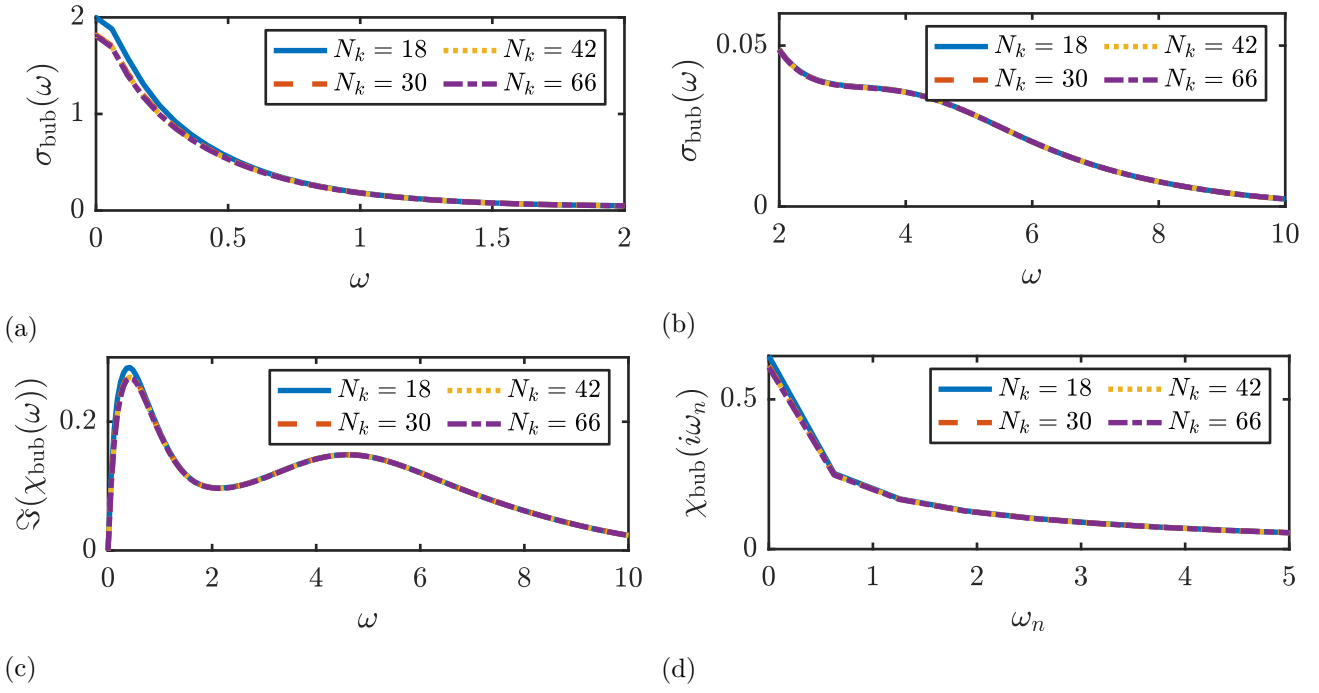 2
1
0
σ_bub(ω)
N_k = 18 N_k = 42
N_k = 30 N_k = 66
0 0.5 1 1.5 2
ω
(a)
0.05
0
σ_bub(ω)
N_k = 18 N_k = 42
N_k = 30 N_k = 66
2 4 6 8 10
ω
(b)
0.2
0
ℑ(χ_bub(ω))
N_k = 18 N_k = 42
N_k = 30 N_k = 66
0 2 4 6 8 10
ω
(c)
0.5
0
χ_bub(iω_n)
N_k = 18 N_k = 42
N_k = 30 N_k = 66
0 1 2 3 4 5
ω_n
(d)